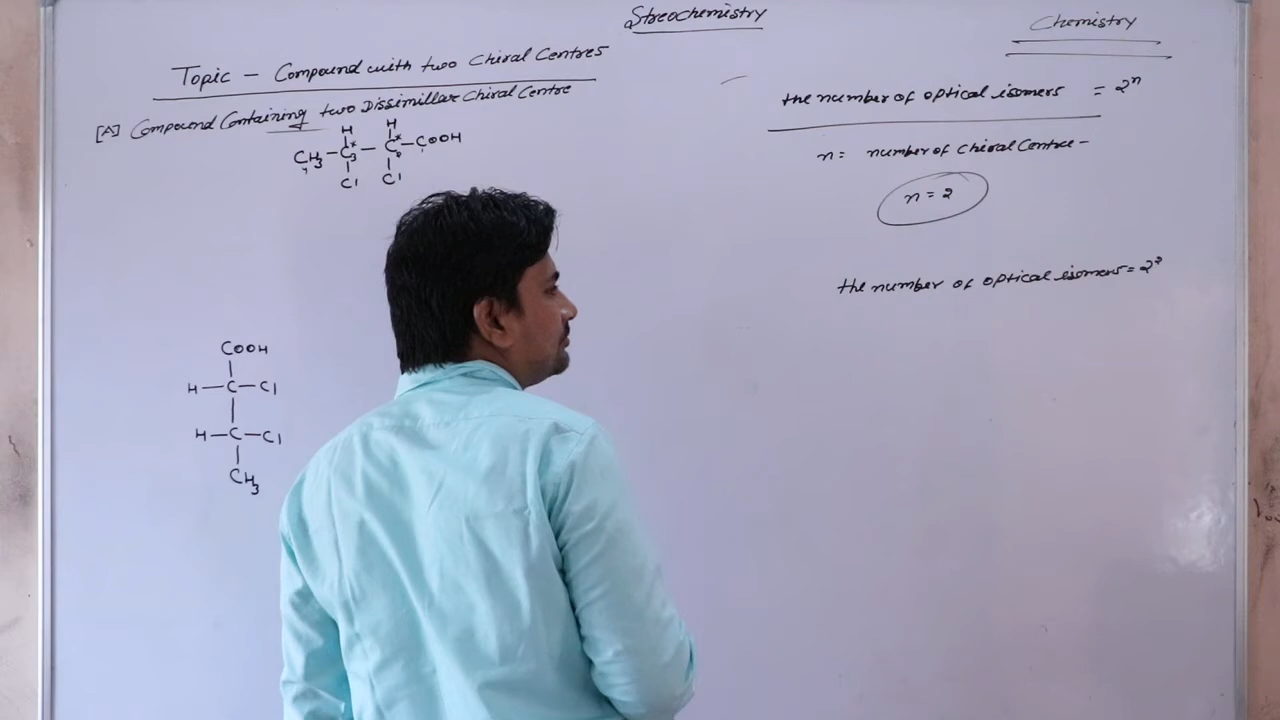 Streochemistry
Chemistry
Topic - Compound with two Chiral Centres
[A] Compound Containing two Dissimillar Chiral Centre
H H
CH3 - C* - C* - COOH
3
Cl Cl
the number of optical isomers = 2^n
n = number of Chiral Centre -
n = 2
the number of optical isomers = 2^2
COOH
H - C - Cl
H - C - Cl
CH3